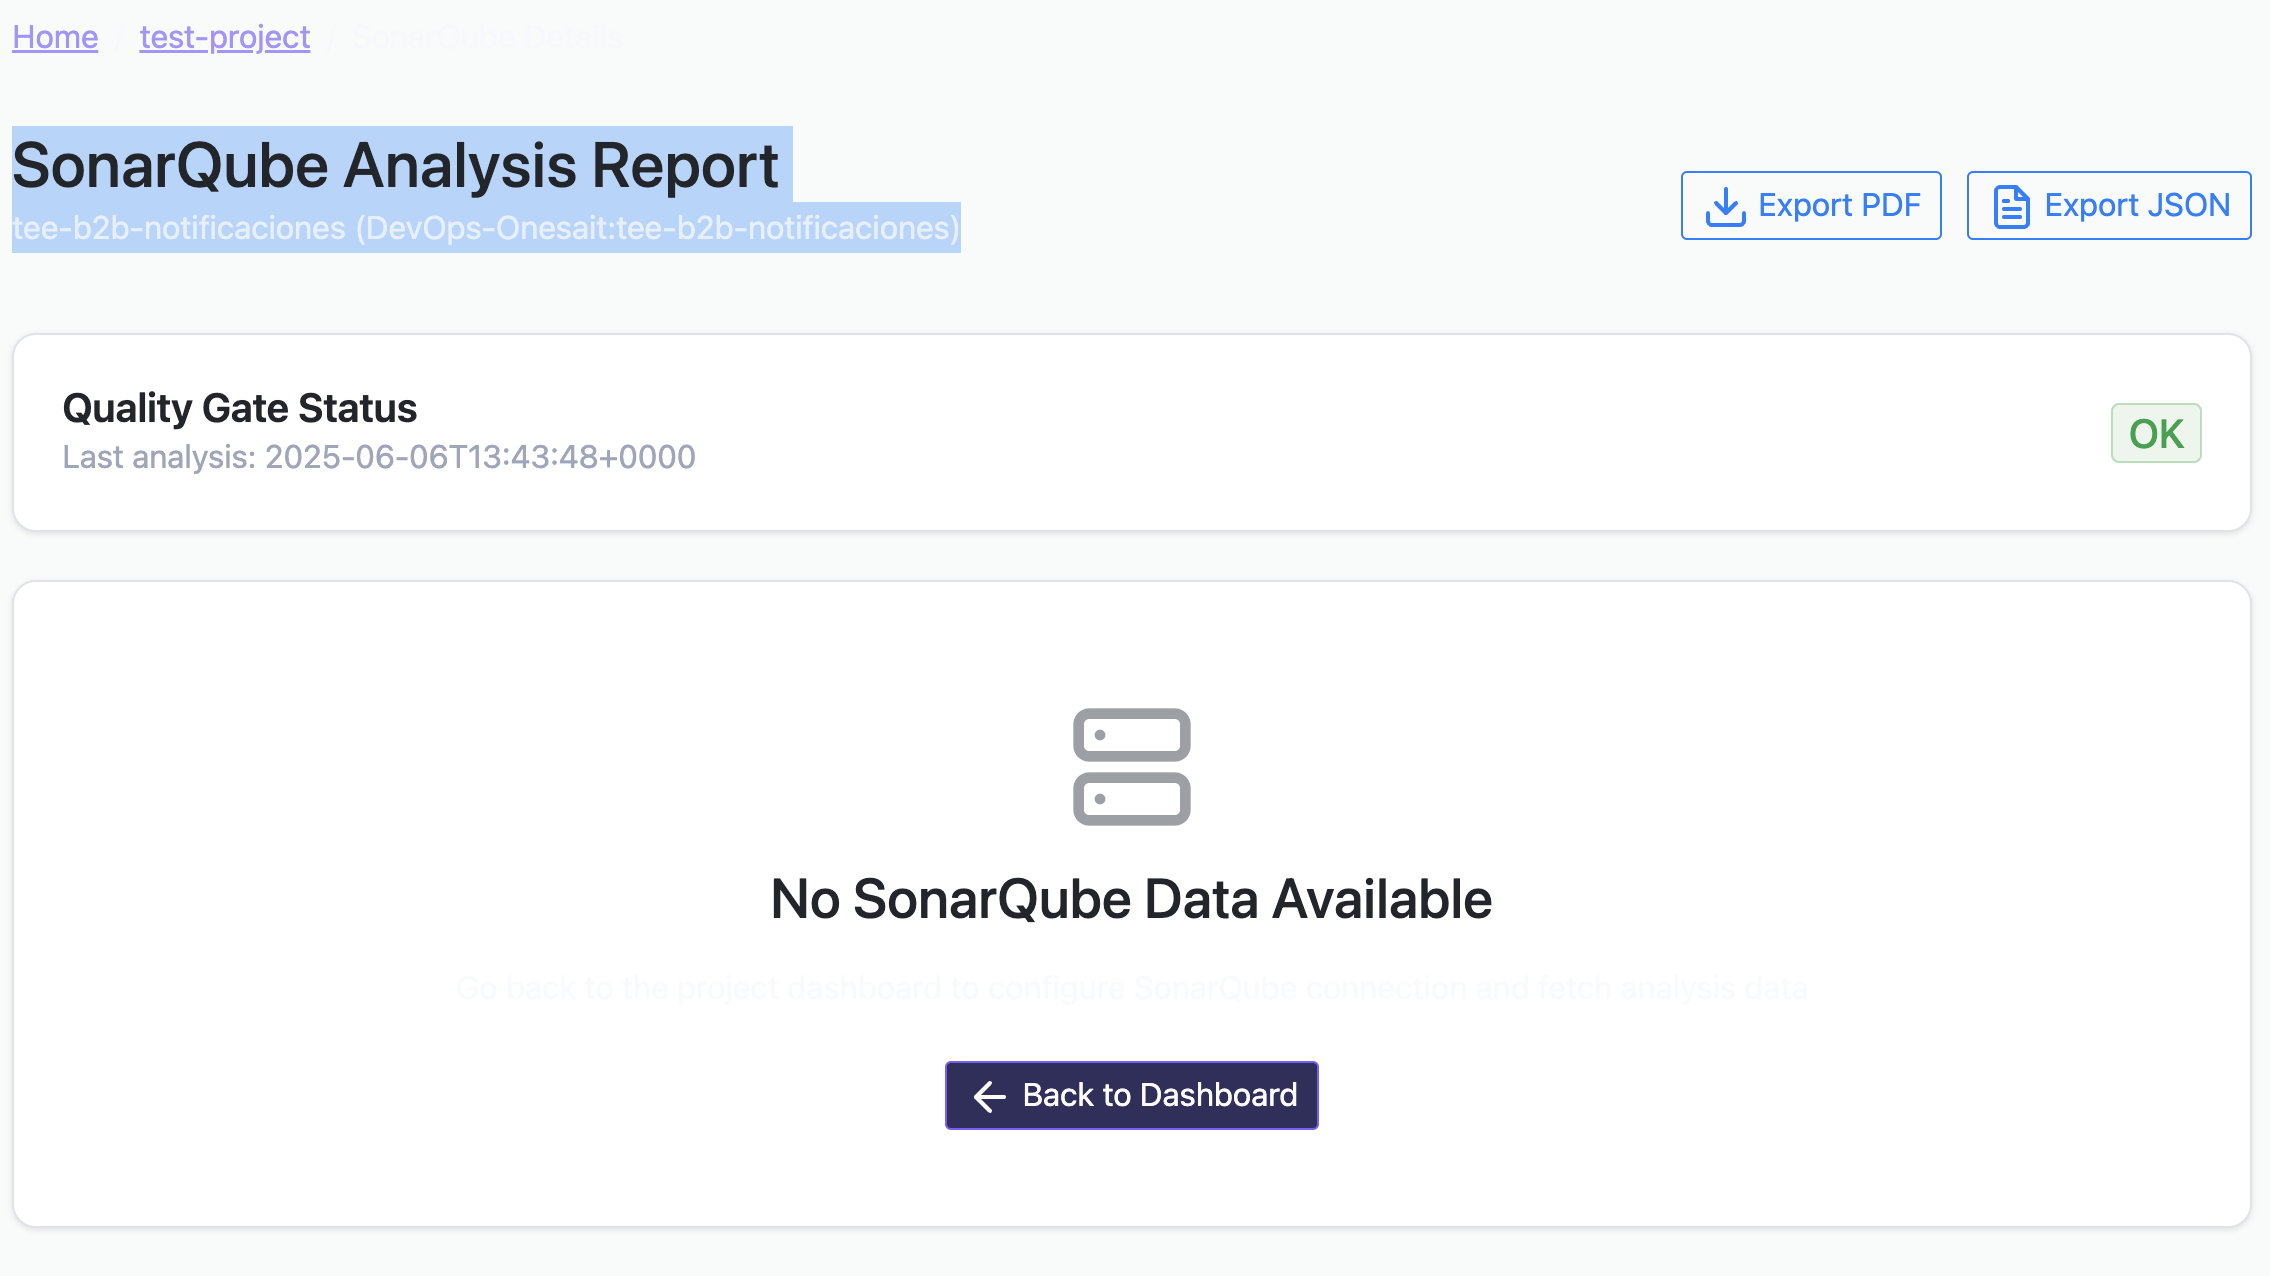 Home / test-project / SonarQube Details
SonarQube Analysis Report
tee-b2b-notificaciones (DevOps-Onesait:tee-b2b-notificaciones)
Export PDF
Export JSON
Quality Gate Status
Last analysis: 2025-06-06T13:43:48+0000
OK
No SonarQube Data Available
Go back to the project dashboard to configure SonarQube connection and fetch analysis data
Back to Dashboard